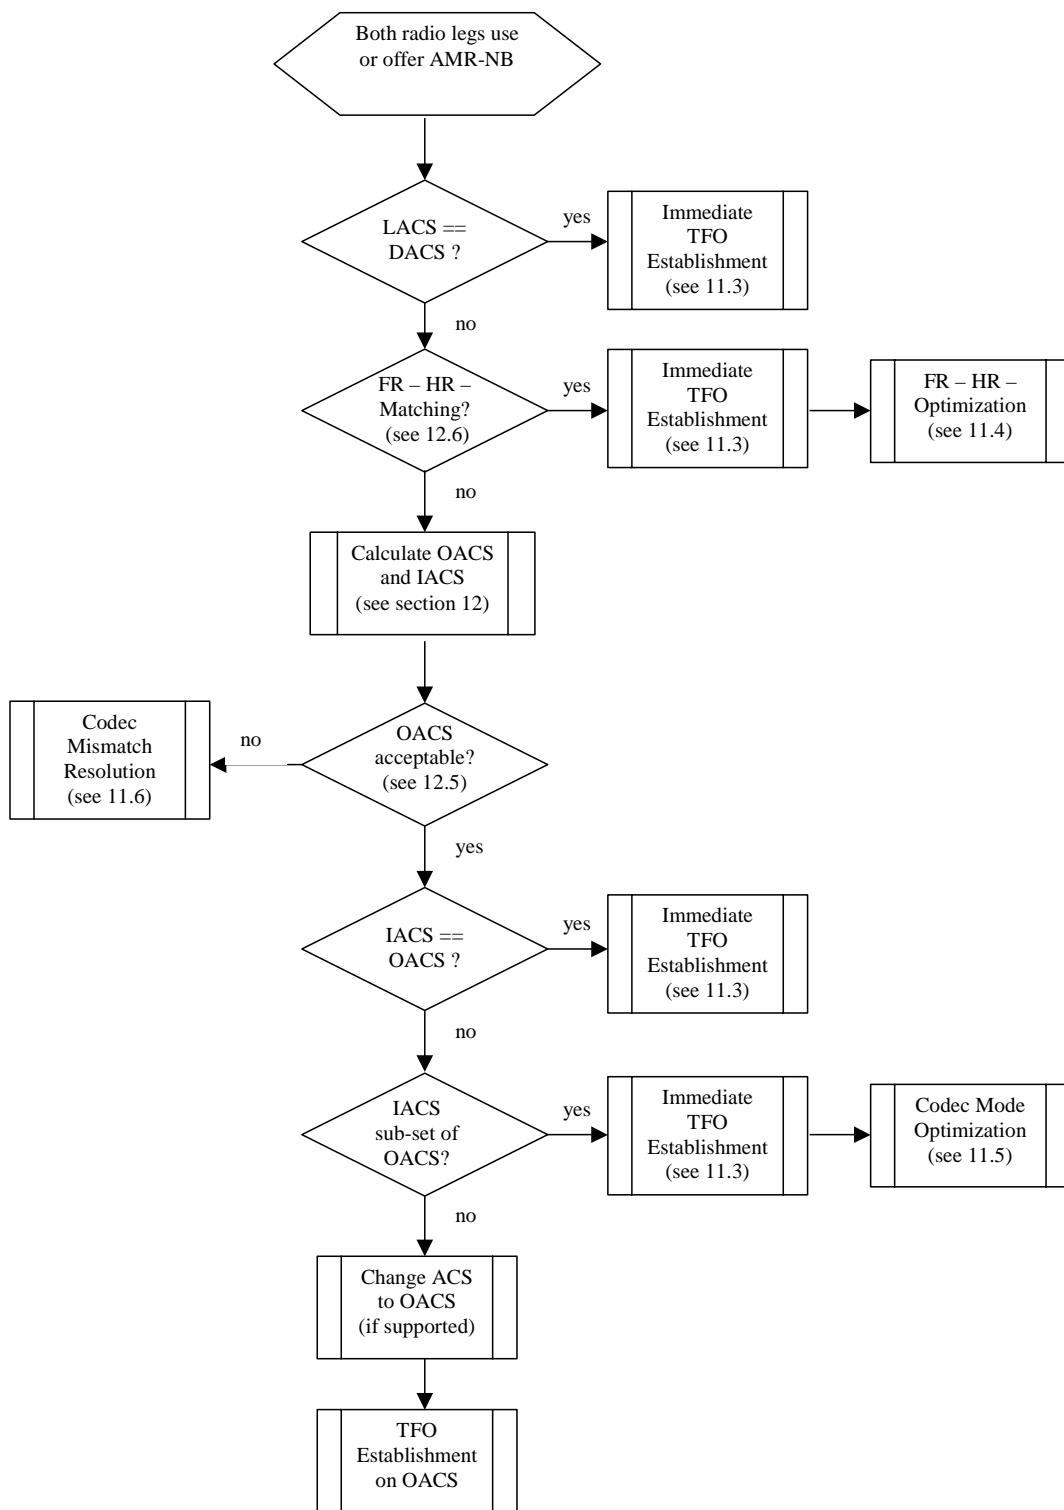 Both radio legs use
or offer AMR-NB
LACS ==
DACS ?
yes
Immediate
TFO
Establishment
(see 11.3)
no
FR – HR –
Matching?
(see 12.6)
yes
Immediate
TFO
Establishment
(see 11.3)
FR – HR –
Optimization
(see 11.4)
no
Calculate OACS
and IACS
(see section 12)
OACS
acceptable?
(see 12.5)
no
Codec
Mismatch
Resolution
(see 11.6)
yes
IACS ==
OACS ?
yes
Immediate
TFO
Establishment
(see 11.3)
no
IACS
sub-set of
OACS?
yes
Immediate
TFO
Establishment
(see 11.3)
Codec Mode
Optimization
(see 11.5)
no
Change ACS
to OACS
(if supported)
TFO
Establishment
on OACS